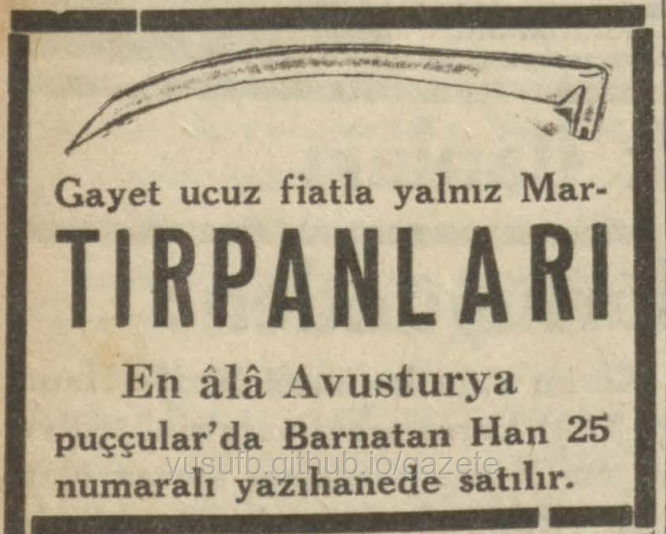 Gayet ucuz fiatla yalnız Mar-
TIRPANLARI
En âlâ Avusturya
puççular'da Barnatan Han 25
numaralı yazıhanede satılır.
yusufb.github.io/gazete